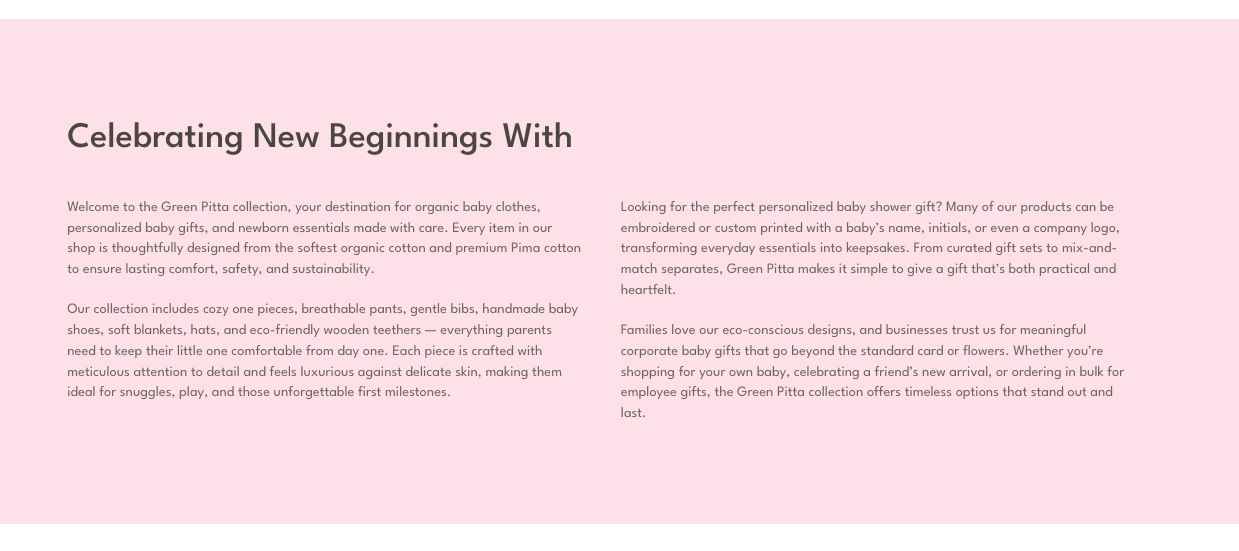 Celebrating New Beginnings With
Welcome to the Green Pitta collection, your destination for organic baby clothes,
personalized baby gifts, and newborn essentials made with care. Every item in our
shop is thoughtfully designed from the softest organic cotton and premium Pima cotton
to ensure lasting comfort, safety, and sustainability.
Our collection includes cozy one pieces, breathable pants, gentle bibs, handmade baby
shoes, soft blankets, hats, and eco-friendly wooden teethers — everything parents
need to keep their little one comfortable from day one. Each piece is crafted with
meticulous attention to detail and feels luxurious against delicate skin, making them
ideal for snuggles, play, and those unforgettable first milestones.
Looking for the perfect personalized baby shower gift? Many of our products can be
embroidered or custom printed with a baby’s name, initials, or even a company logo,
transforming everyday essentials into keepsakes. From curated gift sets to mix-and-
match separates, Green Pitta makes it simple to give a gift that’s both practical and
heartfelt.
Families love our eco-conscious designs, and businesses trust us for meaningful
corporate baby gifts that go beyond the standard card or flowers. Whether you’re
shopping for your own baby, celebrating a friend’s new arrival, or ordering in bulk for
employee gifts, the Green Pitta collection offers timeless options that stand out and
last.